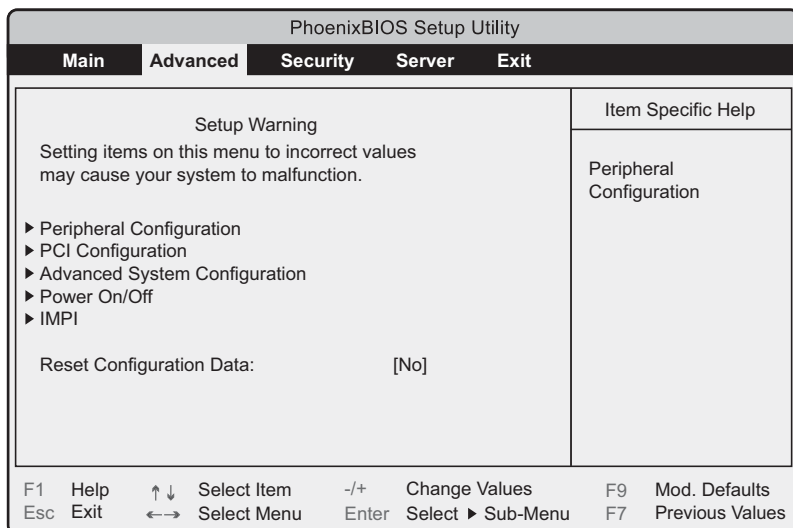 PhoenixBIOS Setup Utility
Main Advanced Security Server Exit
Setup Warning
Setting items on this menu to incorrect values
may cause your system to malfunction.
▶ Peripheral Configuration
▶ PCI Configuration
▶ Advanced System Configuration
▶ Power On/Off
▶ IMPI
Reset Configuration Data: [No]
Item Specific Help
Peripheral
Configuration
F1 Help ↑↓ Select Item -/+ Change Values F9 Mod. Defaults
Esc Exit ←→ Select Menu Enter Select ▶ Sub-Menu F7 Previous Values